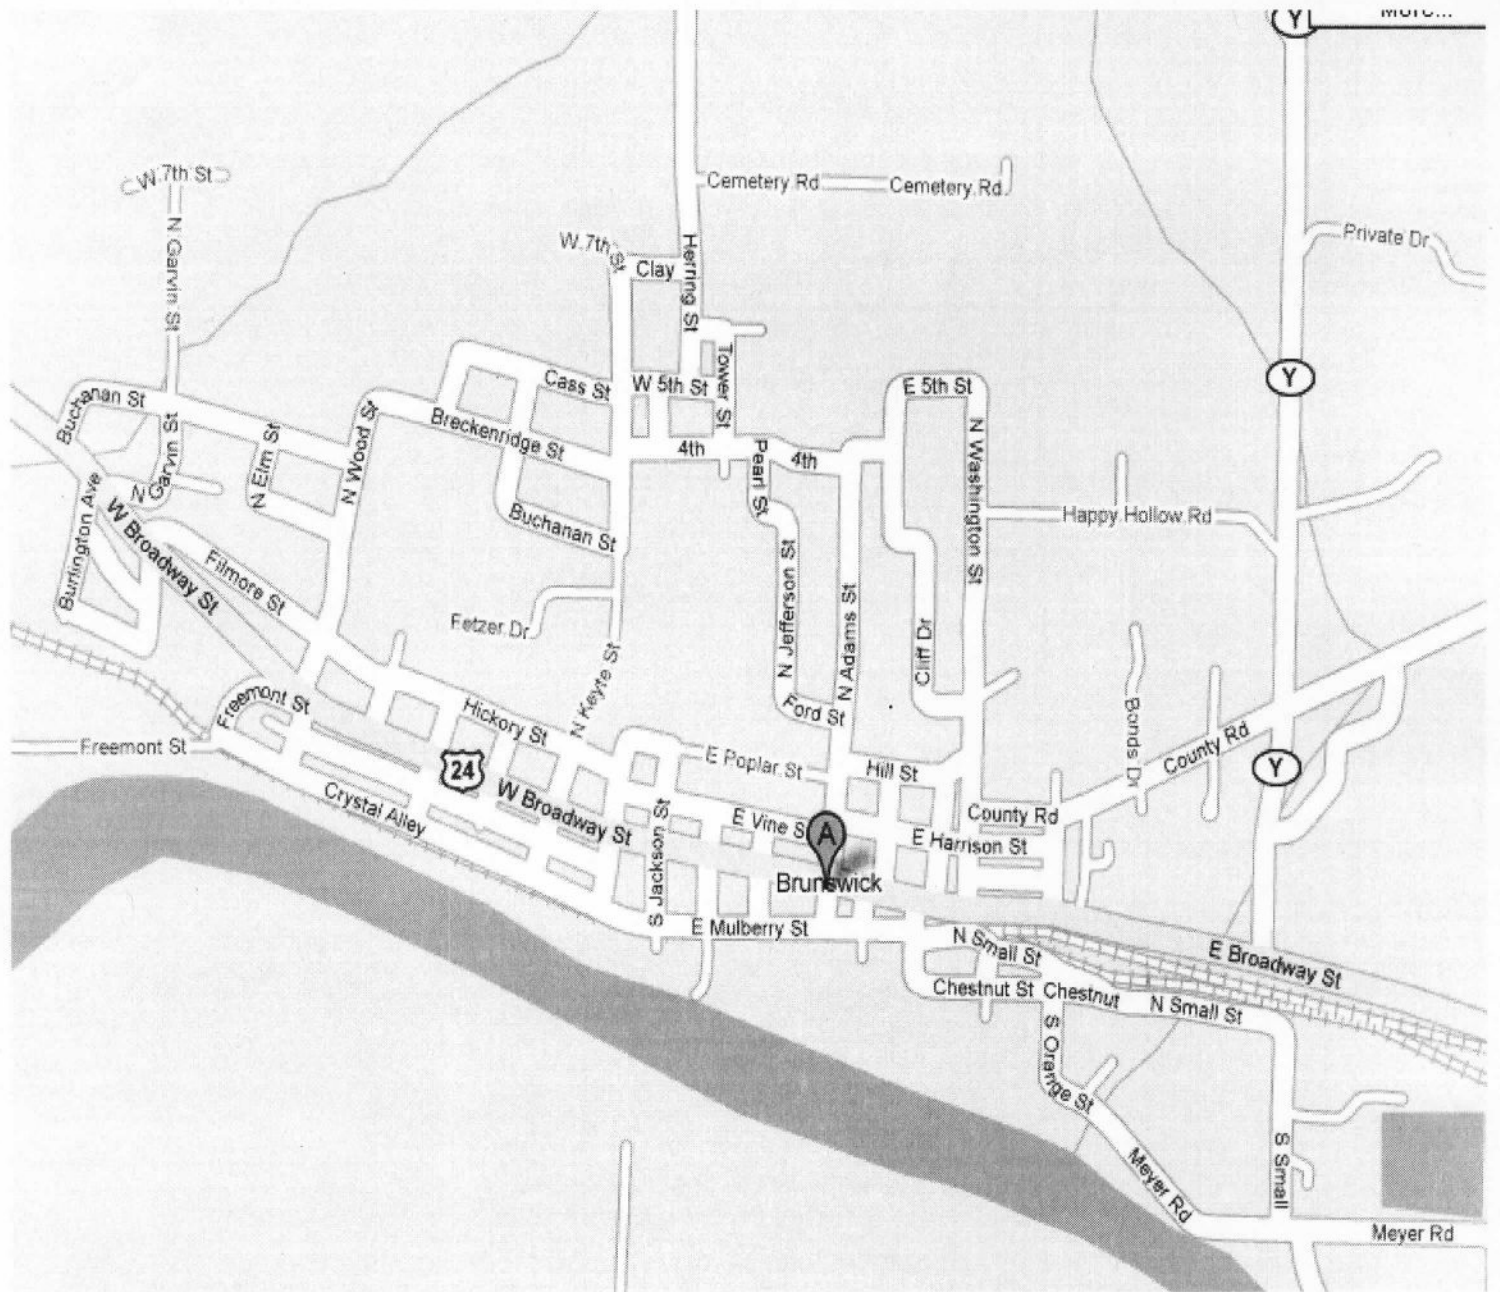 Y
More...
W 7th St
Cemetery Rd
Cemetery Rd
N Garvin St
Private Dr
W 7th St
Clay
Herring St
Y
Buchanan St
Cass St
W 5th St
Tower St
E 5th St
N Garvin St
N Elm St
N Wood St
Breckenridge St
4th
Pearl St
4th
N Washington St
Burlington Ave
W Broadway St
Buchanan St
Happy Hollow Rd
Filmore St
Fetzer Dr
N Keyte St
N Jefferson St
N Adams St
Cliff Dr
Freemont St
Freemont St
Hickory St
Ford St
Bonds Dr
County Rd
24
E Poplar St
Hill St
Y
Crystal Alley
W Broadway St
S Jackson St
E Vine S
A
County Rd
E Harrison St
Brunswick
E Mulberry St
N Small St
E Broadway St
Chestnut St
Chestnut
N Small St
S Orange St
Meyer Rd
S Small
Meyer Rd